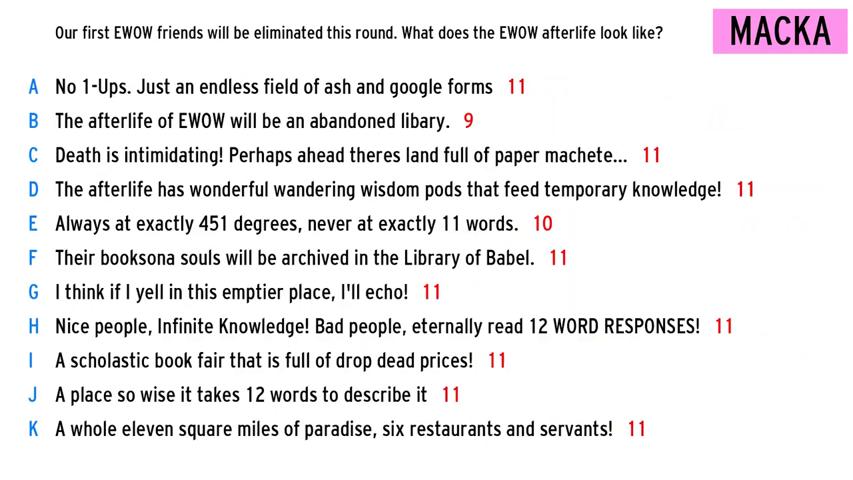 Our first EWOW friends will be eliminated this round. What does the EWOW afterlife look like?
MACKA
A No 1-Ups. Just an endless field of ash and google forms 11
B The afterlife of EWOW will be an abandoned libary. 9
C Death is intimidating! Perhaps ahead theres land full of paper machete... 11
D The afterlife has wonderful wandering wisdom pods that feed temporary knowledge! 11
E Always at exactly 451 degrees, never at exactly 11 words. 10
F Their booksona souls will be archived in the Library of Babel. 11
G I think if I yell in this emptier place, I'll echo! 11
H Nice people, Infinite Knowledge! Bad people, eternally read 12 WORD RESPONSES! 11
I A scholastic book fair that is full of drop dead prices! 11
J A place so wise it takes 12 words to describe it 11
K A whole eleven square miles of paradise, six restaurants and servants! 11